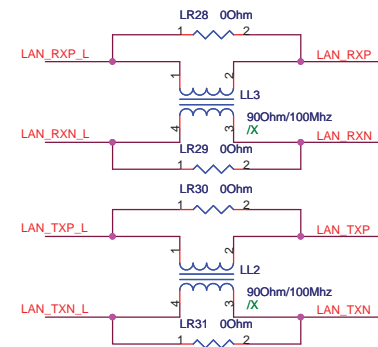 LR28 0Ohm
1 2
LAN_RXP_L LAN_RXP
1 2
LL3
4 3
90Ohm/100Mhz
/X
LAN_RXN_L LAN_RXN
LR29 0Ohm
1 2
LR30 0Ohm
1 2
LAN_TXP_L LAN_TXP
1 2
LL2
4 3
90Ohm/100Mhz
/X
LAN_TXN_L LAN_TXN
LR31 0Ohm
1 2